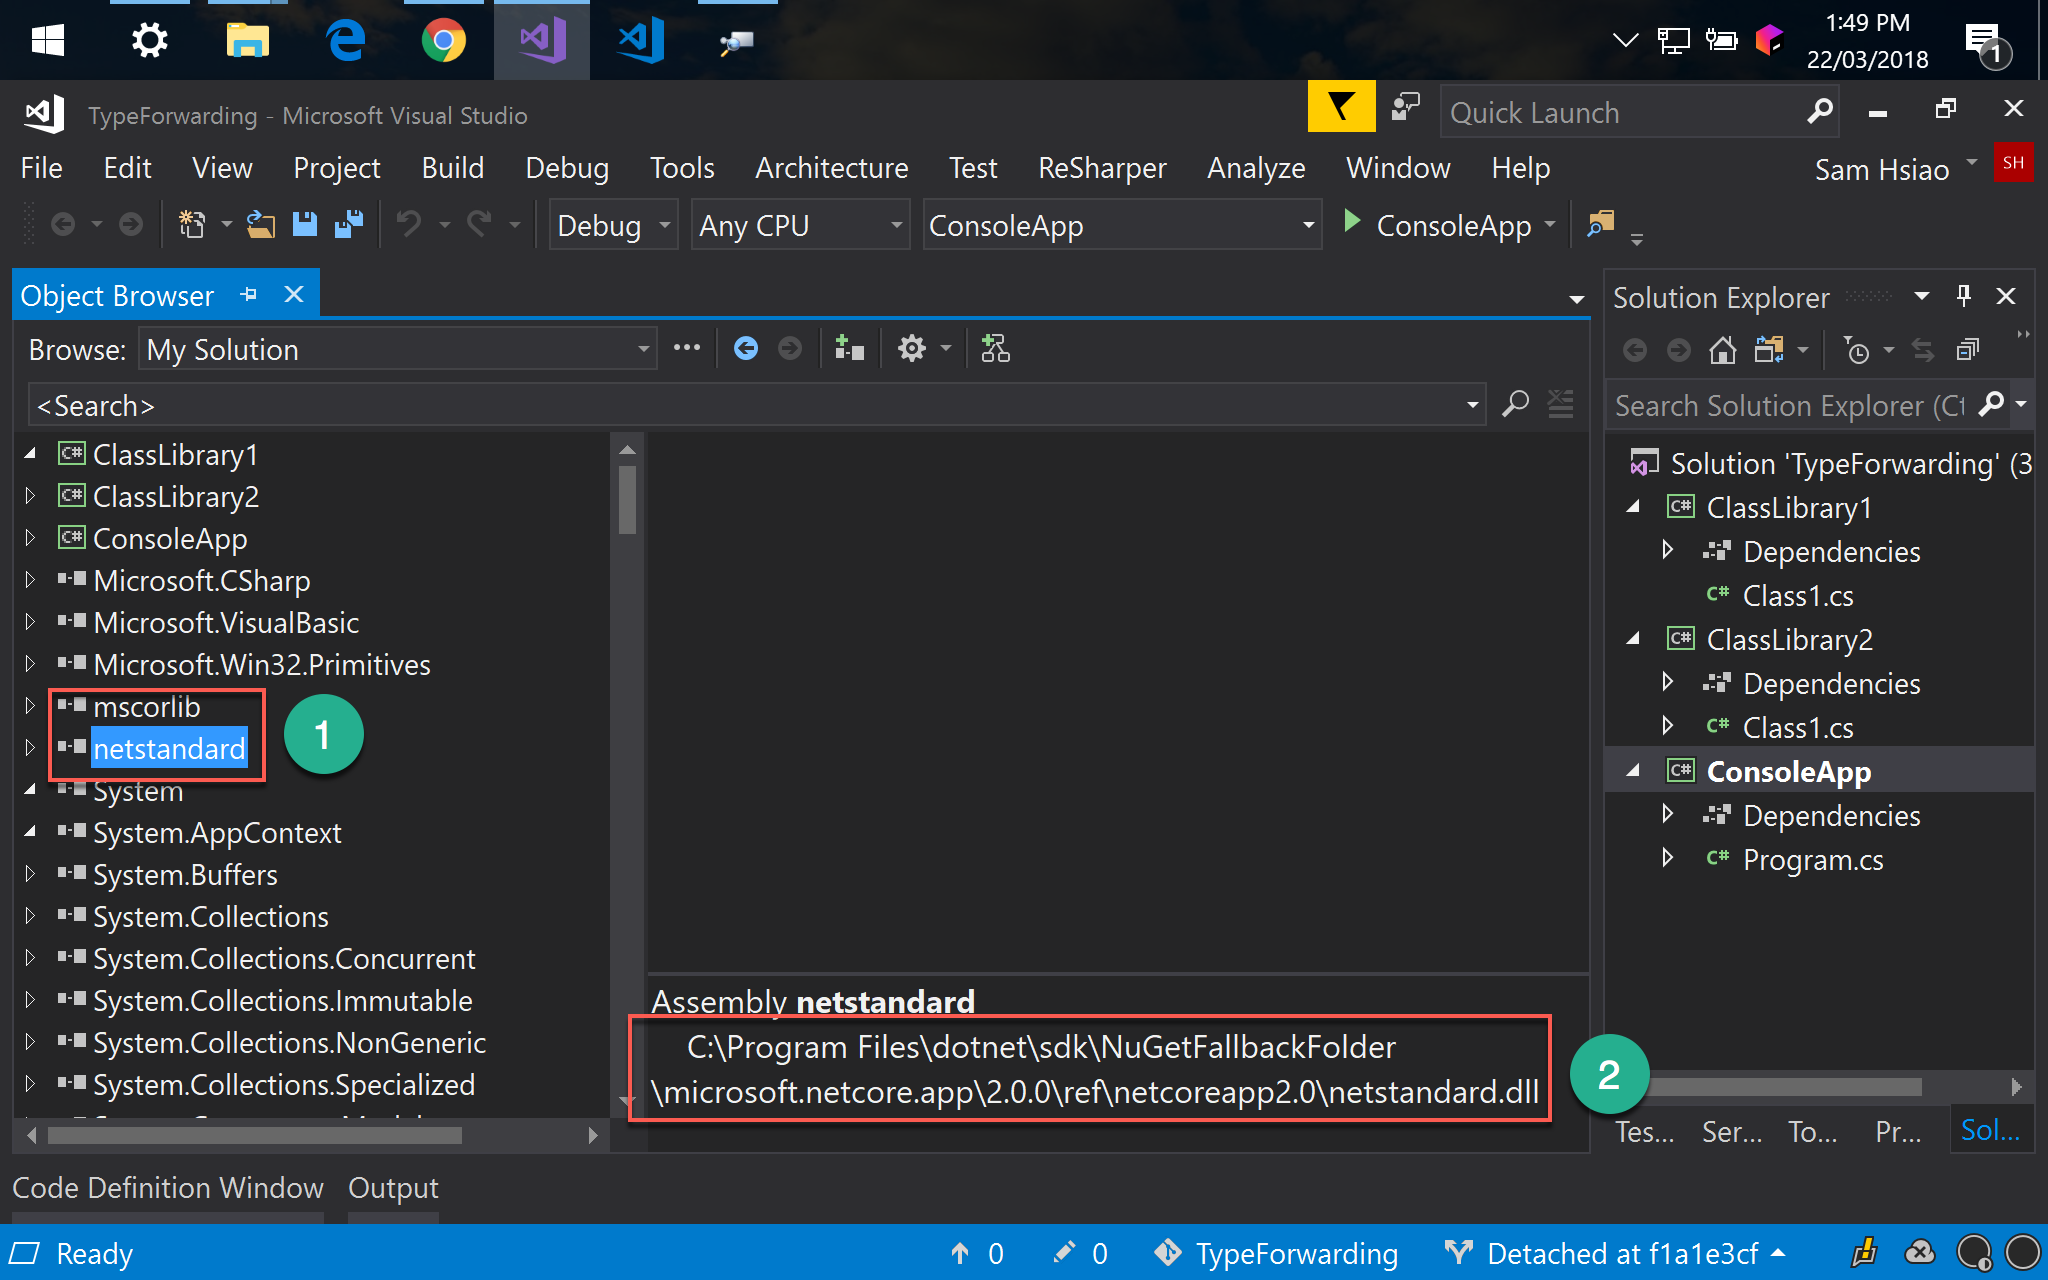 1:49 PM
22/03/2018
1
TypeForwarding - Microsoft Visual Studio
Quick Launch
File Edit View Project Build Debug Tools Architecture Test ReSharper Analyze Window Help
Sam Hsiao
SH
Debug
Any CPU
ConsoleApp
ConsoleApp
Object Browser
Browse:
My Solution
<Search>
C# ClassLibrary1
C# ClassLibrary2
C# ConsoleApp
Microsoft.CSharp
Microsoft.VisualBasic
Microsoft.Win32.Primitives
mscorlib
netstandard
1
System
System.AppContext
System.Buffers
System.Collections
System.Collections.Concurrent
System.Collections.Immutable
System.Collections.NonGeneric
System.Collections.Specialized
Assembly netstandard
C:\Program Files\dotnet\sdk\NuGetFallbackFolder
\microsoft.netcore.app\2.0.0\ref\netcoreapp2.0\netstandard.dll
2
Solution Explorer
Search Solution Explorer (Ct
Solution 'TypeForwarding' (3
C# ClassLibrary1
Dependencies
C# Class1.cs
C# ClassLibrary2
Dependencies
C# Class1.cs
C# ConsoleApp
Dependencies
C# Program.cs
Tes... Ser... To... Pr... Sol...
Code Definition Window Output
Ready
0
0
TypeForwarding
Detached at f1a1e3cf